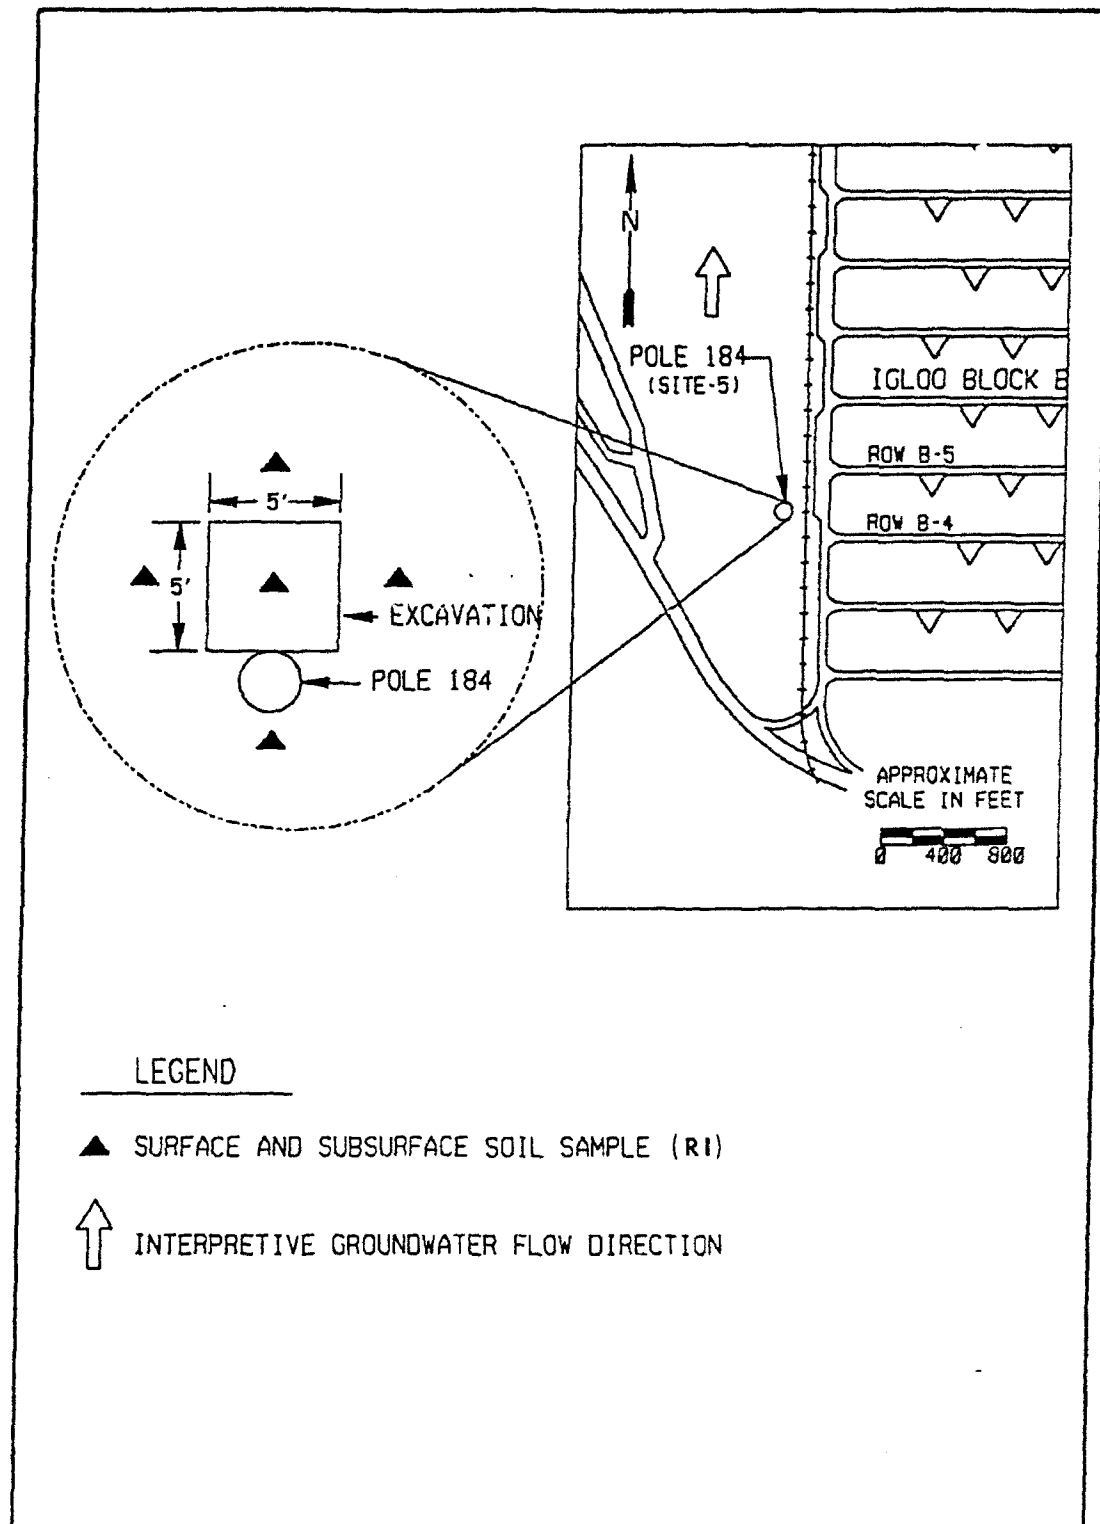 N
POLE 184
(SITE-5)
IGLOO BLOCK B
ROW B-5
ROW B-4
5'
5'
EXCAVATION
POLE 184
APPROXIMATE
SCALE IN FEET
0 400 800
LEGEND
SURFACE AND SUBSURFACE SOIL SAMPLE (RI)
INTERPRETIVE GROUNDWATER FLOW DIRECTION